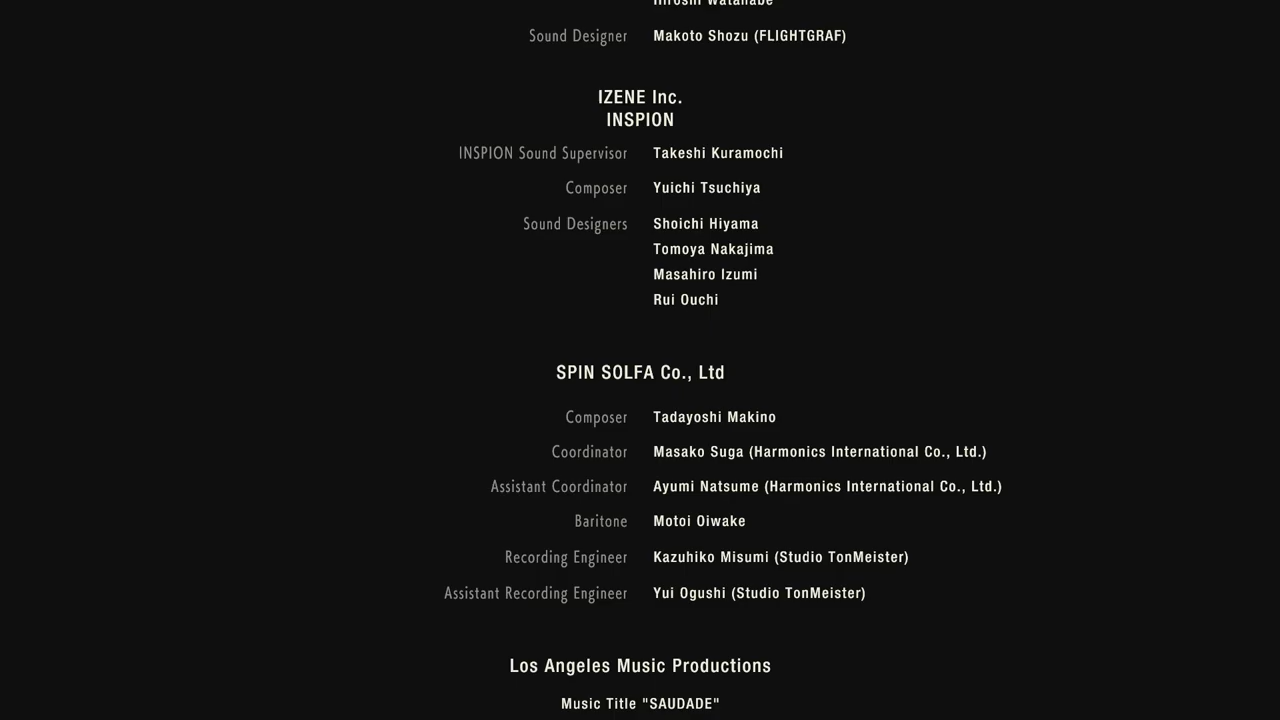 Hiroshi Watanabe
Sound Designer Makoto Shozu (FLIGHTGRAF)
IZENE Inc.
INSPION
INSPION Sound Supervisor Takeshi Kuramochi
Composer Yuichi Tsuchiya
Sound Designers Shoichi Hiyama
Tomoya Nakajima
Masahiro Izumi
Rui Ouchi
SPIN SOLFA Co., Ltd
Composer Tadayoshi Makino
Coordinator Masako Suga (Harmonics International Co., Ltd.)
Assistant Coordinator Ayumi Natsume (Harmonics International Co., Ltd.)
Baritone Motoi Oiwake
Recording Engineer Kazuhiko Misumi (Studio TonMeister)
Assistant Recording Engineer Yui Ogushi (Studio TonMeister)
Los Angeles Music Productions
Music Title "SAUDADE"